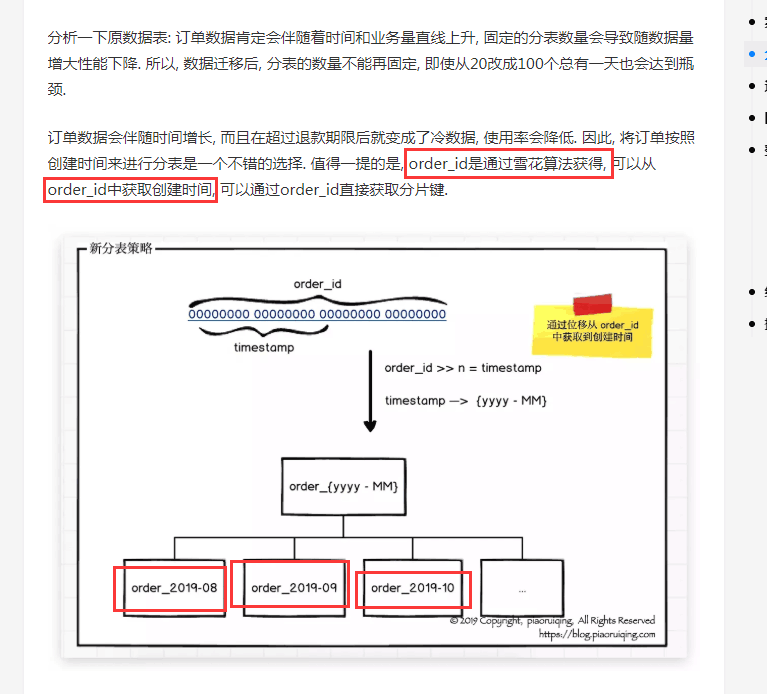 分析一下原数据表: 订单数据肯定会伴随着时间和业务量直线上升, 固定的分表数量会导致随数据量
增大性能下降. 所以, 数据迁移后, 分表的数量不能再固定, 即使从20改成100个总有一天也会达到瓶
颈.
订单数据会伴随时间增长, 而且在超过退款期限后就变成了冷数据, 使用率会降低. 因此, 将订单按照
创建时间来进行分表是一个不错的选择. 值得一提的是, order_id是通过雪花算法获得, 可以从
order_id中获取创建时间, 可以通过order_id直接获取分片键.
新分表策略
order_id
00000000 00000000 00000000 00000000
timestamp
通过位移从 order_id
中获取到创建时间
order_id >> n = timestamp
timestamp —> {yyyy - MM}
order_{yyyy - MM}
order_2019-08
order_2019-09
order_2019-10
...
© 2019 Copyright, piaoruiqing, All Rights Reserved
https://blog.piaoruiqing.com